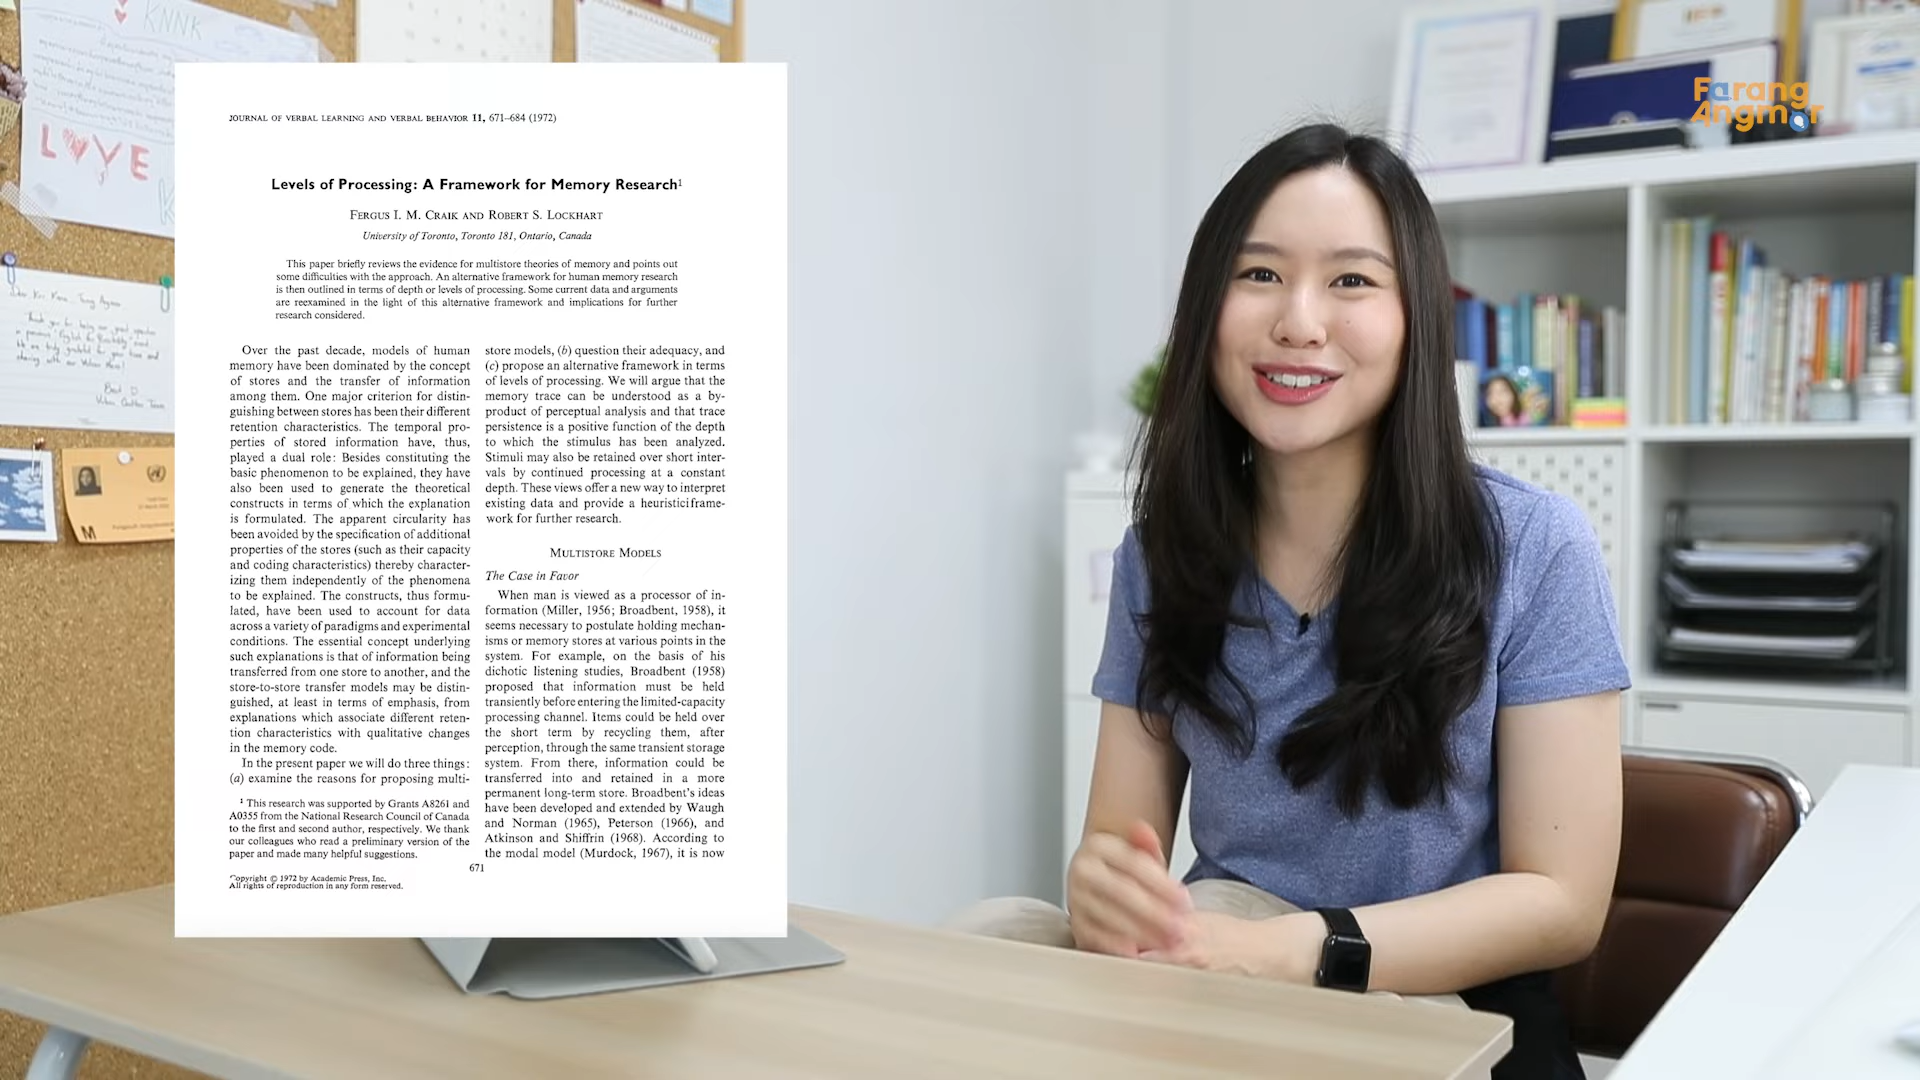 KNNK
LOVE
JOURNAL OF VERBAL LEARNING AND VERBAL BEHAVIOR 11, 671–684 (1972)
Levels of Processing: A Framework for Memory Research¹
FERGUS I. M. CRAIK AND ROBERT S. LOCKHART
University of Toronto, Toronto 181, Ontario, Canada
This paper briefly reviews the evidence for multistore theories of memory and points out
some difficulties with the approach. An alternative framework for human memory research
is then outlined in terms of depth or levels of processing. Some current data and arguments
are reexamined in the light of this alternative framework and implications for further
research considered.
Over the past decade, models of human
memory have been dominated by the concept
of stores and the transfer of information
among them. One major criterion for distin-
guishing between stores has been their different
retention characteristics. The temporal pro-
perties of stored information have, thus,
played a dual role: Besides constituting the
basic phenomenon to be explained, they have
also been used to generate the theoretical
constructs in terms of which the explanation
is formulated. The apparent circularity has
been avoided by the specification of additional
properties of the stores (such as their capacity
and coding characteristics) thereby character-
izing them independently of the phenomena
to be explained. The constructs, thus formu-
lated, have been used to account for data
across a variety of paradigms and experimental
conditions. The essential concept underlying
such explanations is that of information being
transferred from one store to another, and the
store-to-store transfer models may be distin-
guished, at least in terms of emphasis, from
explanations which associate different reten-
tion characteristics with qualitative changes
in the memory code.
In the present paper we will do three things:
(a) examine the reasons for proposing multi-
¹ This research was supported by Grants A8261 and
A0355 from the National Research Council of Canada
to the first and second author, respectively. We thank
our colleagues who read a preliminary version of the
paper and made many helpful suggestions.
Copyright © 1972 by Academic Press, Inc.
All rights of reproduction in any form reserved.
store models, (b) question their adequacy, and
(c) propose an alternative framework in terms
of levels of processing. We will argue that the
memory trace can be understood as a by-
product of perceptual analysis and that trace
persistence is a positive function of the depth
to which the stimulus has been analyzed.
Stimuli may also be retained over short inter-
vals by continued processing at a constant
depth. These views offer a new way to interpret
existing data and provide a heuristic frame-
work for further research.
MULTISTORE MODELS
The Case in Favor
When man is viewed as a processor of in-
formation (Miller, 1956; Broadbent, 1958), it
seems necessary to postulate holding mechan-
isms or memory stores at various points in the
system. For example, on the basis of his
dichotic listening studies, Broadbent (1958)
proposed that information must be held
transiently before entering the limited-capacity
processing channel. Items could be held over
the short term by recycling them, after
perception, through the same transient storage
system. From there, information could be
transferred into and retained in a more
permanent long-term store. Broadbent's ideas
have been developed and extended by Waugh
and Norman (1965), Peterson (1966), and
Atkinson and Shiffrin (1968). According to
the modal model (Murdock, 1967), it is now
671
Farang
Angmor